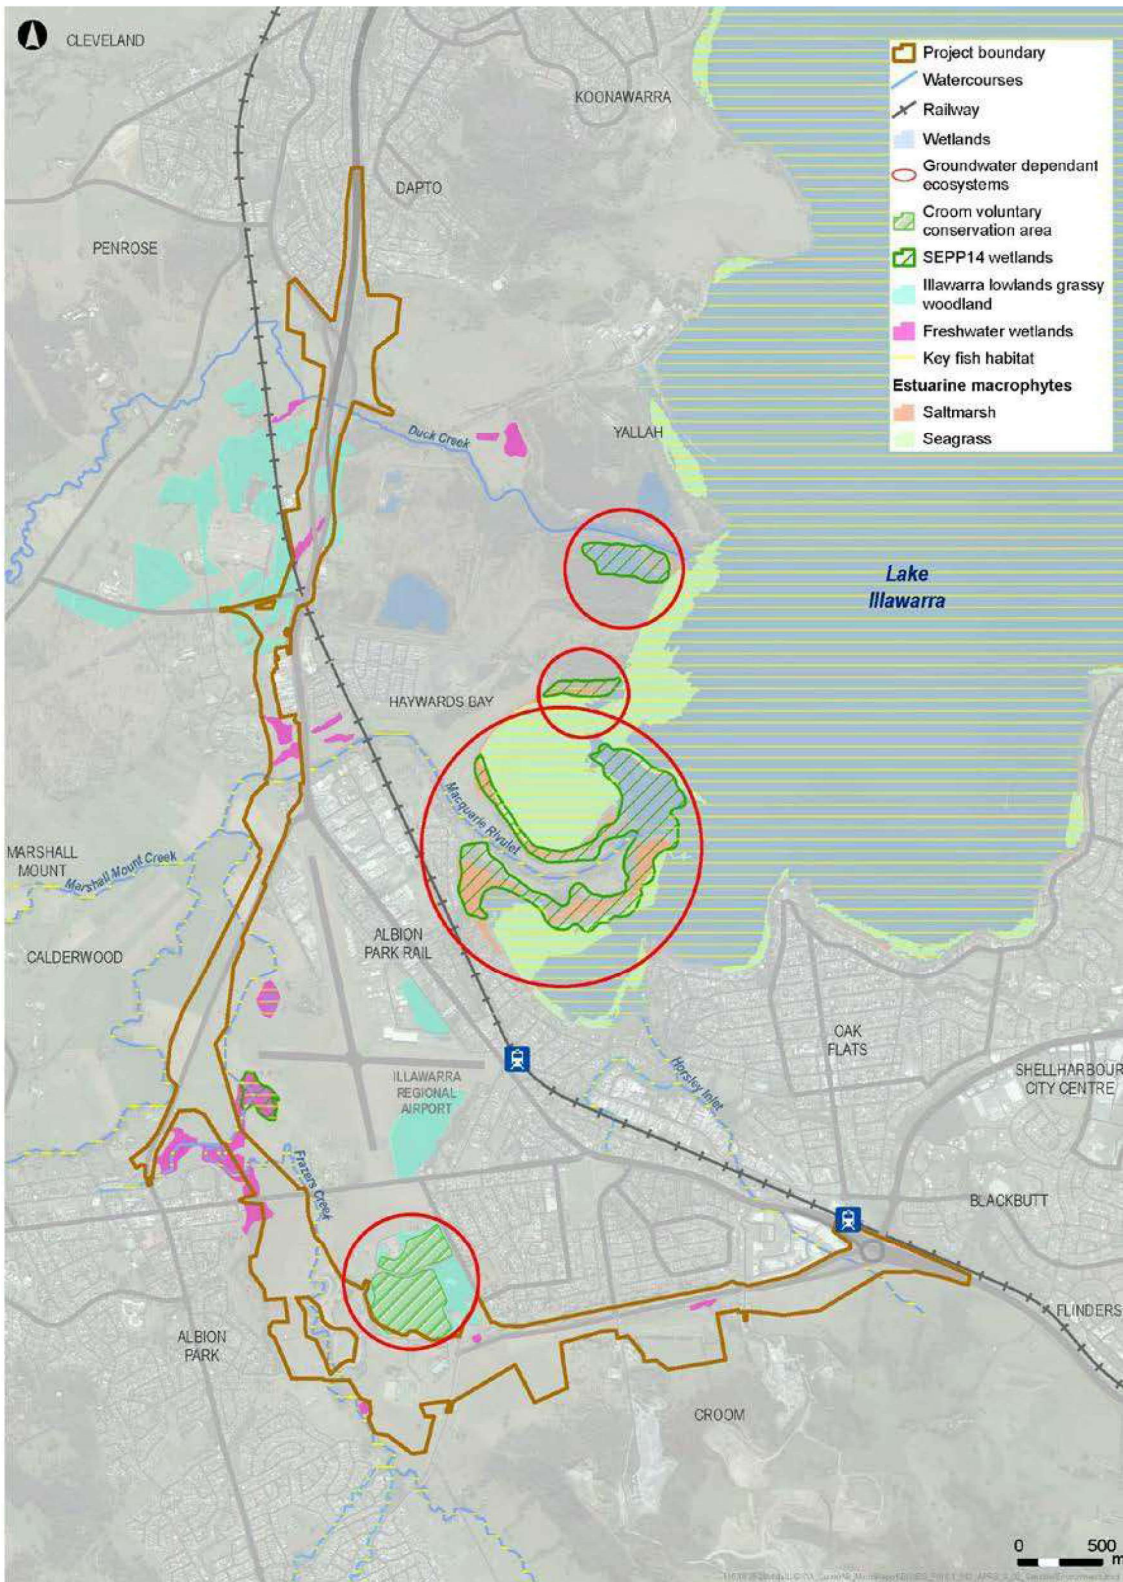 CLEVELAND
KOONAWARRA
DAPTO
PENROSE
Project boundary
Watercourses
Railway
Wetlands
Groundwater dependant
ecosystems
Croom voluntary
conservation area
SEPP14 wetlands
Illawarra lowlands grassy
woodland
Freshwater wetlands
Key fish habitat
Estuarine macrophytes
Saltmarsh
Seagrass
Duck Creek
YALLAH
Lake
Illawarra
HAYWARDS BAY
Macquarie Rivulet
MARSHALL
MOUNT
Marshall Mount Creek
CALDERWOOD
ALBION
PARK RAIL
OAK
FLATS
ILLAWARRA
REGIONAL
AIRPORT
Horsley Inlet
SHELLHARBOUR
CITY CENTRE
Frazers Creek
BLACKBUTT
FLINDERS
ALBION
PARK
CROOM
0 500
m